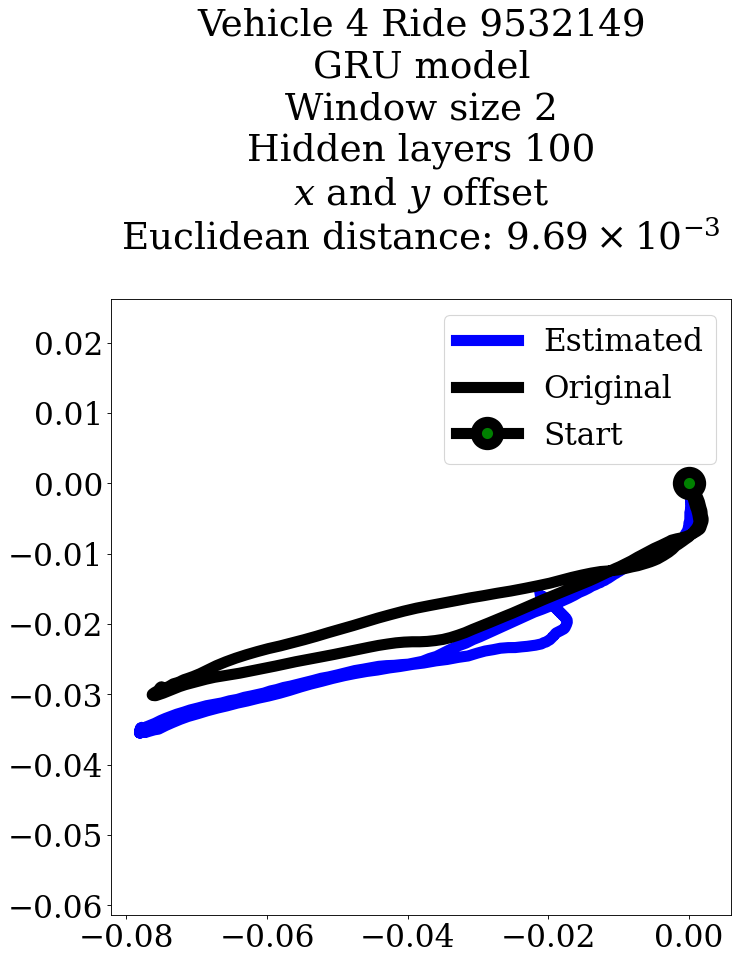 Vehicle 4 Ride 9532149
GRU model
Window size 2
Hidden layers 100
x and y offset
Euclidean distance: 9.69 × 10⁻³
Estimated
Original
Start
0.02
0.01
0.00
−0.01
−0.02
−0.03
−0.04
−0.05
−0.06
−0.08 −0.06 −0.04 −0.02 0.00